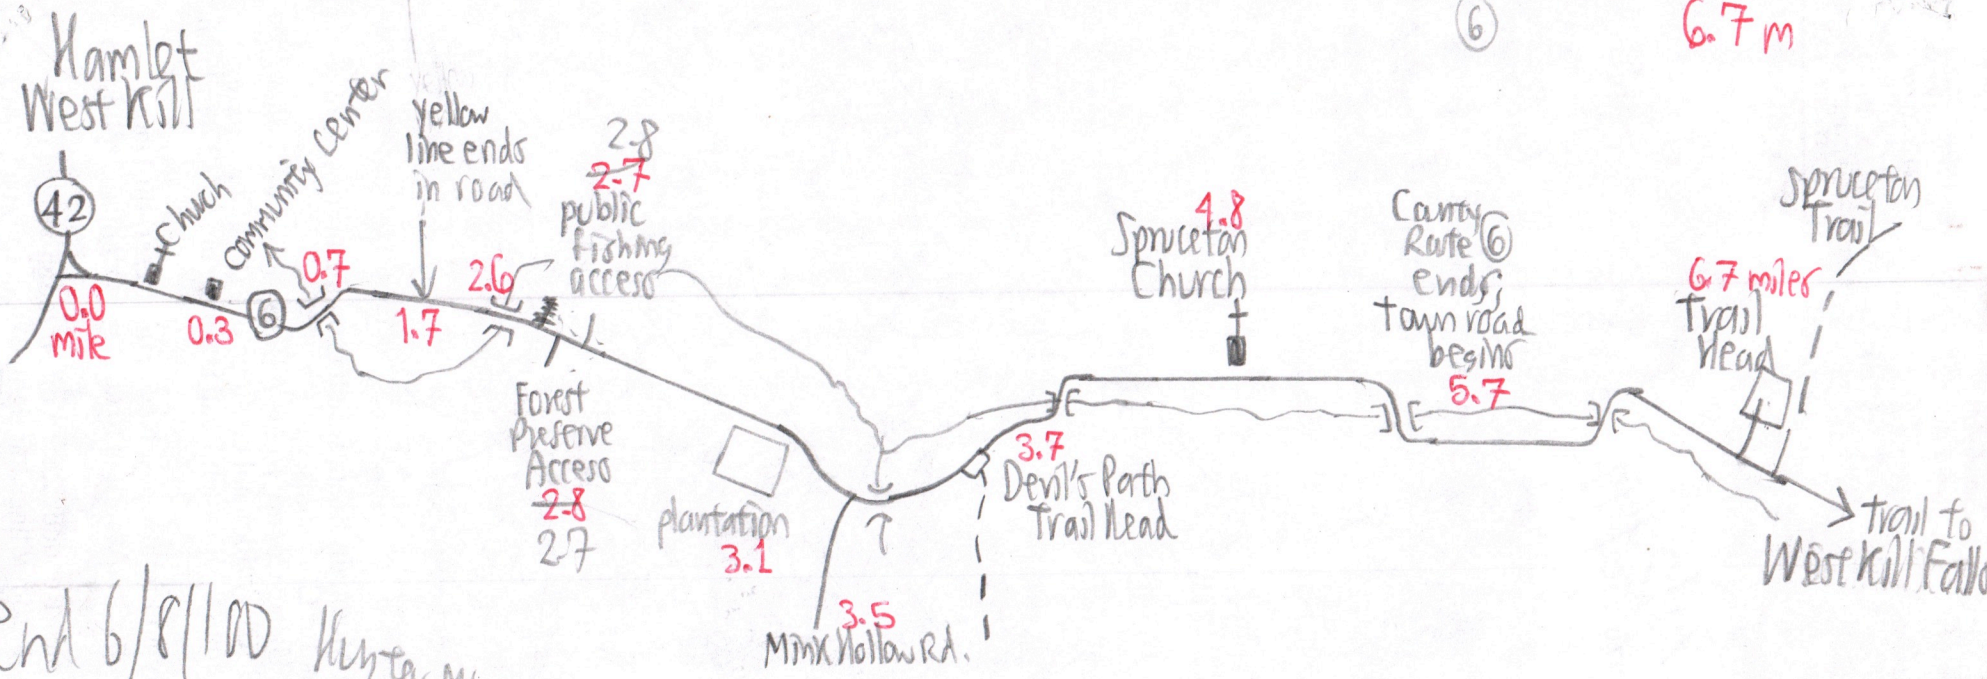 6
6.7 m
Hamlet
West Kill
42
church
community center
yellow
line ends
in road
2.8
2.7
public
fishing
access
0.0
mile
0.3
6
0.7
1.7
2.6
Forest
Preserve
Access
2.8
2.7
plantation
3.1
3.5
Mink Hollow Rd.
3.7
Devil's Path
Trail Head
4.8
Spruceton
Church
County
Route 6
ends;
town road
begins
5.7
Spruceton
Trail
6.7 miles
Trail
Head
trail to
West Kill Falls
end 6/8/100